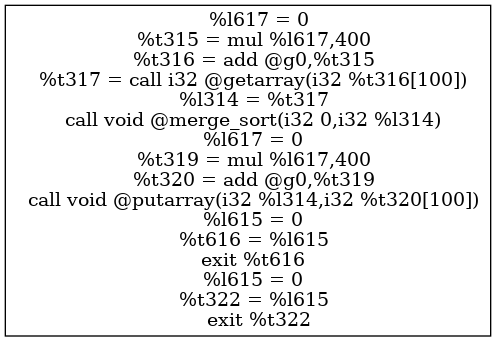 %l617 = 0
%t315 = mul %l617,400
%t316 = add @g0,%t315
%t317 = call i32 @getarray(i32 %t316[100])
%l314 = %t317
call void @merge_sort(i32 0,i32 %l314)
%l617 = 0
%t319 = mul %l617,400
%t320 = add @g0,%t319
call void @putarray(i32 %l314,i32 %t320[100])
%l615 = 0
%t616 = %l615
exit %t616
%l615 = 0
%t322 = %l615
exit %t322